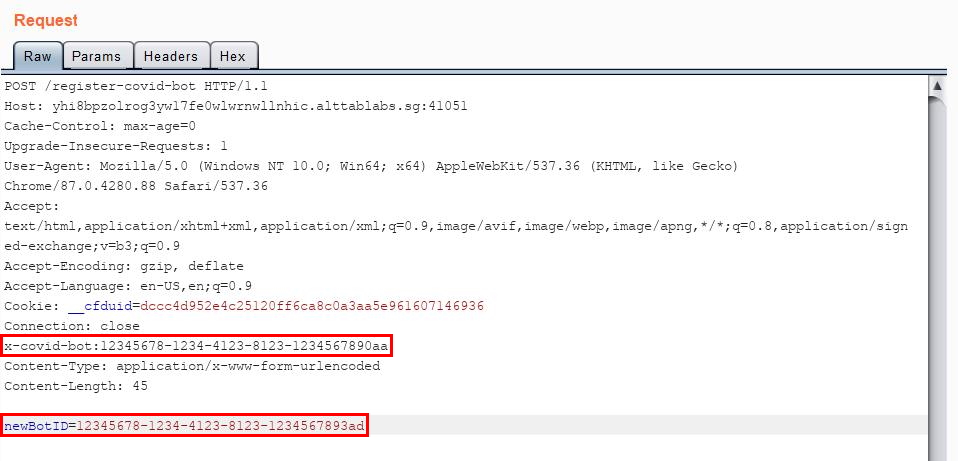 Request
Raw Params Headers Hex
POST /register-covid-bot HTTP/1.1
Host: yhi8bpzolrog3yw17fe0wlwrnwllnhic.alttablabs.sg:41051
Cache-Control: max-age=0
Upgrade-Insecure-Requests: 1
User-Agent: Mozilla/5.0 (Windows NT 10.0; Win64; x64) AppleWebKit/537.36 (KHTML, like Gecko)
Chrome/87.0.4280.88 Safari/537.36
Accept:
text/html,application/xhtml+xml,application/xml;q=0.9,image/avif,image/webp,image/apng,*/*;q=0.8,application/sign
ed-exchange;v=b3;q=0.9
Accept-Encoding: gzip, deflate
Accept-Language: en-US,en;q=0.9
Cookie: __cfduid=dccc4d952e4c25120ff6ca8c0a3aa5e961607146936
Connection: close
x-covid-bot:12345678-1234-4123-8123-1234567890aa
Content-Type: application/x-www-form-urlencoded
Content-Length: 45
newBotID=12345678-1234-4123-8123-1234567893ad